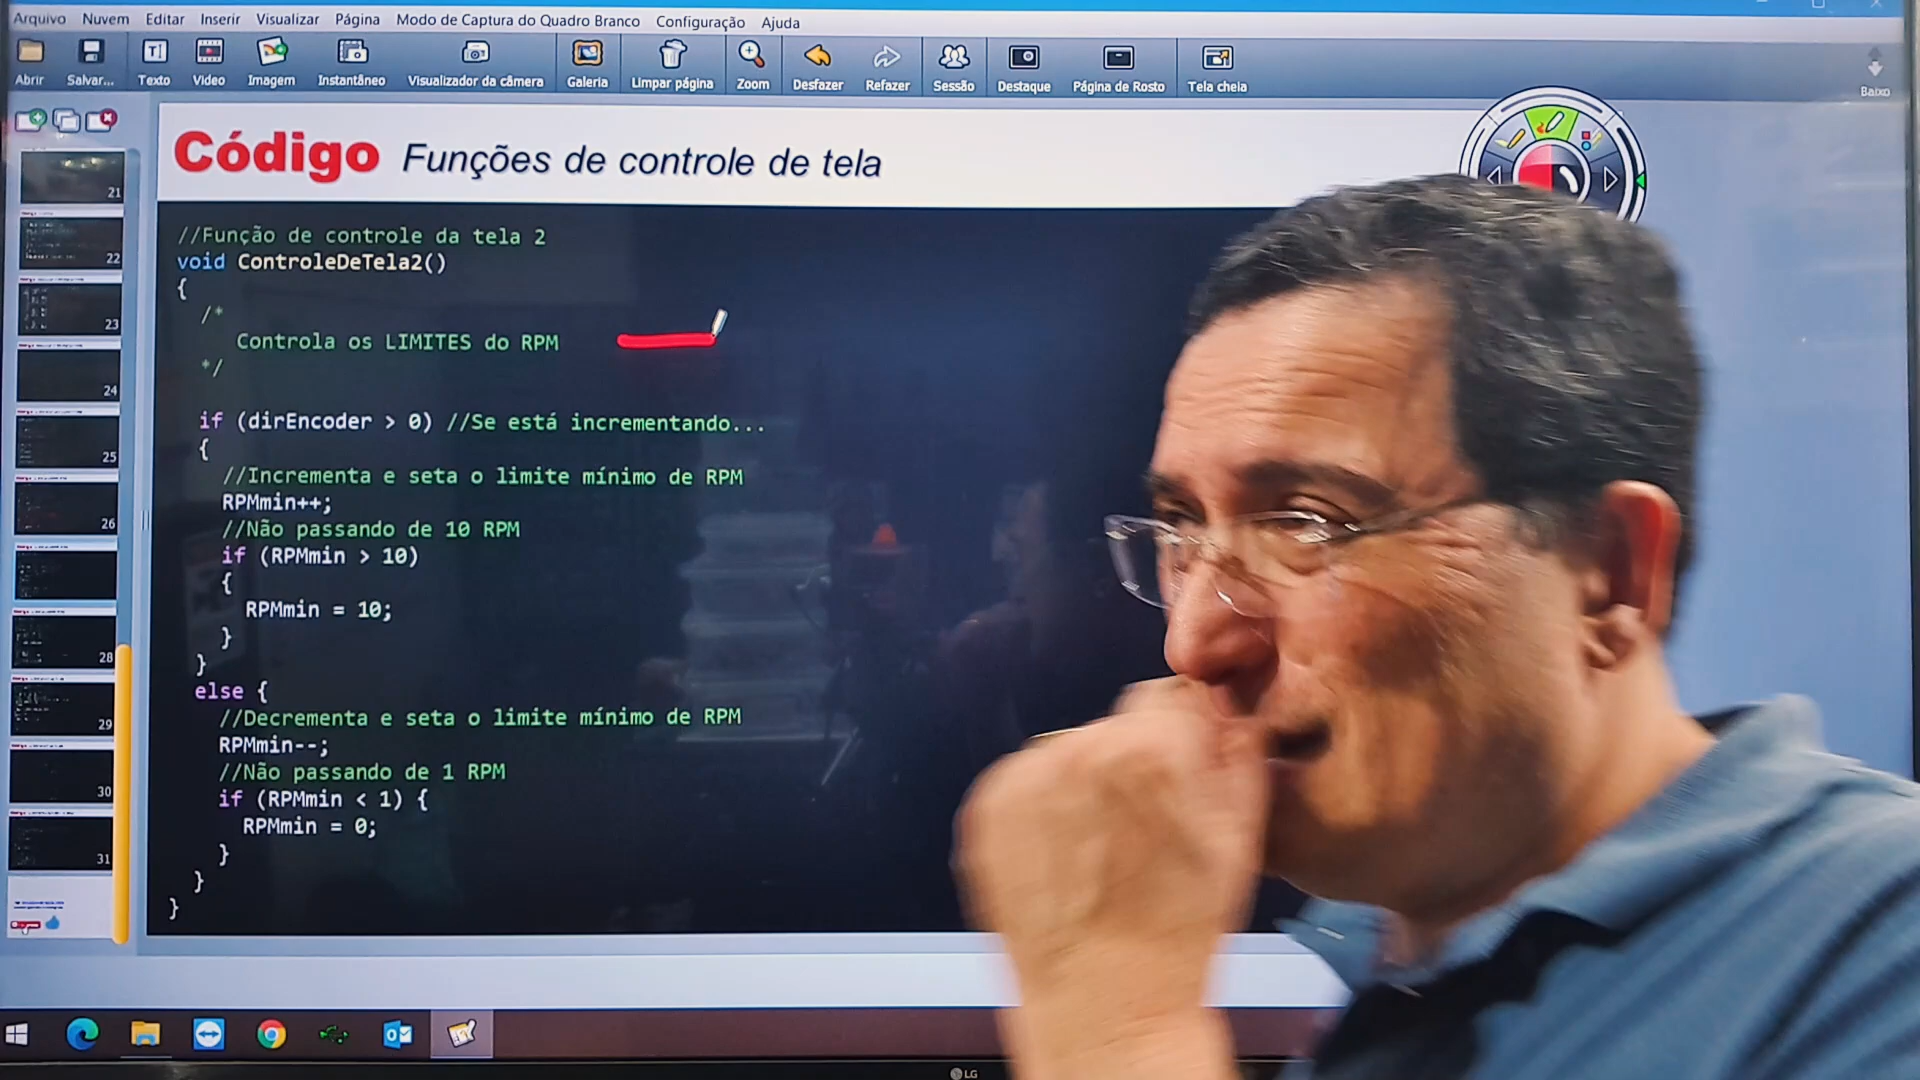 Arquivo Nuvem Editar Inserir Visualizar Página Modo de Captura do Quadro Branco Configuração Ajuda
Abrir Salvar... Texto Video Imagem Instantâneo Visualizador da câmera Galeria Limpar página Zoom Desfazer Refazer Sessão Destaque Página de Rosto Tela cheia Baixo
21
22
23
24
25
26
28
29
30
31
Código Funções de controle de tela
//Função de controle da tela 2
void ControleDeTela2()
{
/*
Controla os LIMITES do RPM
*/
if (dirEncoder > 0) //Se está incrementando...
{
//Incrementa e seta o limite mínimo de RPM
RPMmin++;
//Não passando de 10 RPM
if (RPMmin > 10)
{
RPMmin = 10;
}
}
else {
//Decrementa e seta o limite mínimo de RPM
RPMmin--;
//Não passando de 1 RPM
if (RPMmin < 1) {
RPMmin = 0;
}
}
}
LG